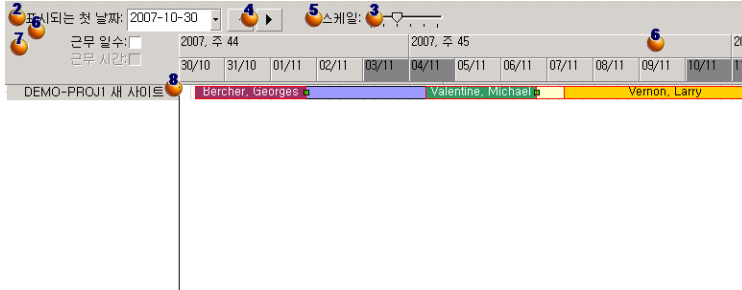 2 표시되는 첫 날짜: 2007-10-30 4 5 스케일: 3
6
7 근무 일수: 2007, 주 44 2007, 주 45 6 20
근무 시간: 30/10 31/10 01/11 02/11 03/11 04/11 05/11 06/11 07/11 08/11 09/11 10/11 1
8
DEMO-PROJ1 새 사이트 Bercher, Georges Valentine, Michael Vernon, Larry